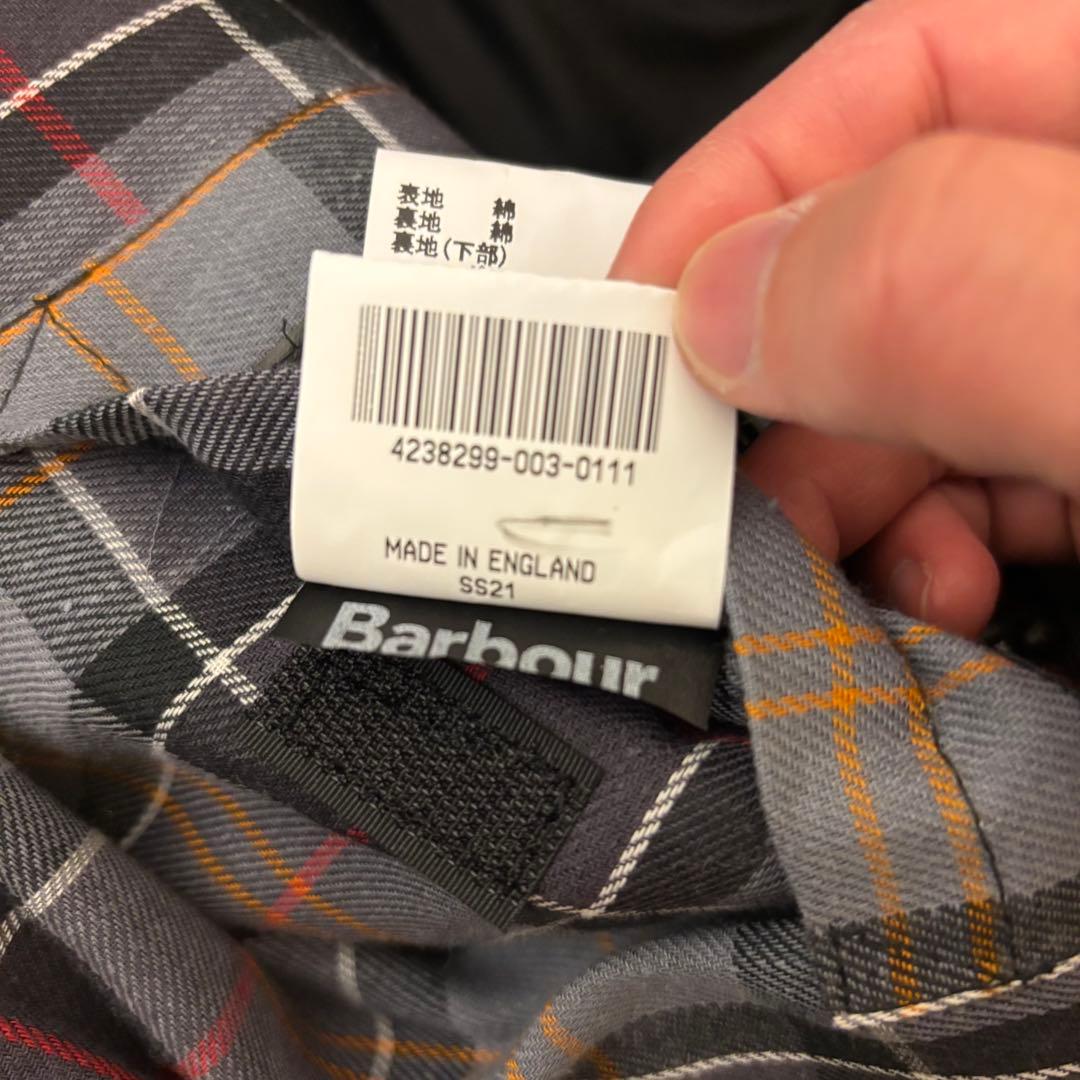 表地 綿
裏地 綿
裏地(下部)
4238299-003-0111
MADE IN ENGLAND
SS21
Barbour